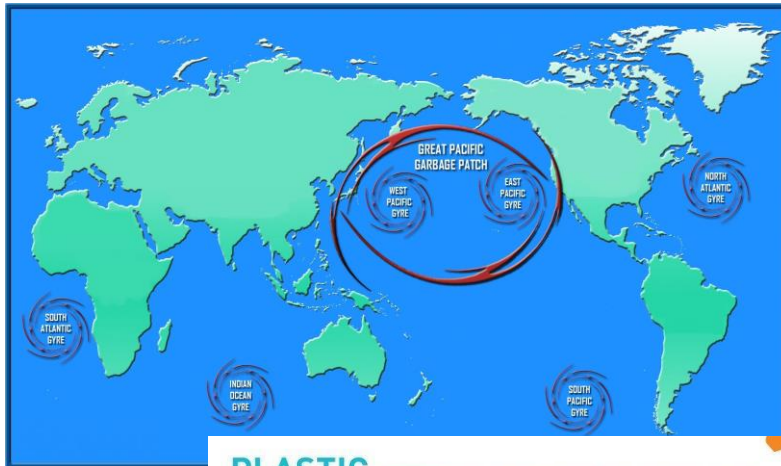 GREAT PACIFIC
GARBAGE PATCH
WEST
PACIFIC
GYRE
EAST
PACIFIC
GYRE
NORTH
ATLANTIC
GYRE
SOUTH
ATLANTIC
GYRE
INDIAN
OCEAN
GYRE
SOUTH
PACIFIC
GYRE
PLASTIC